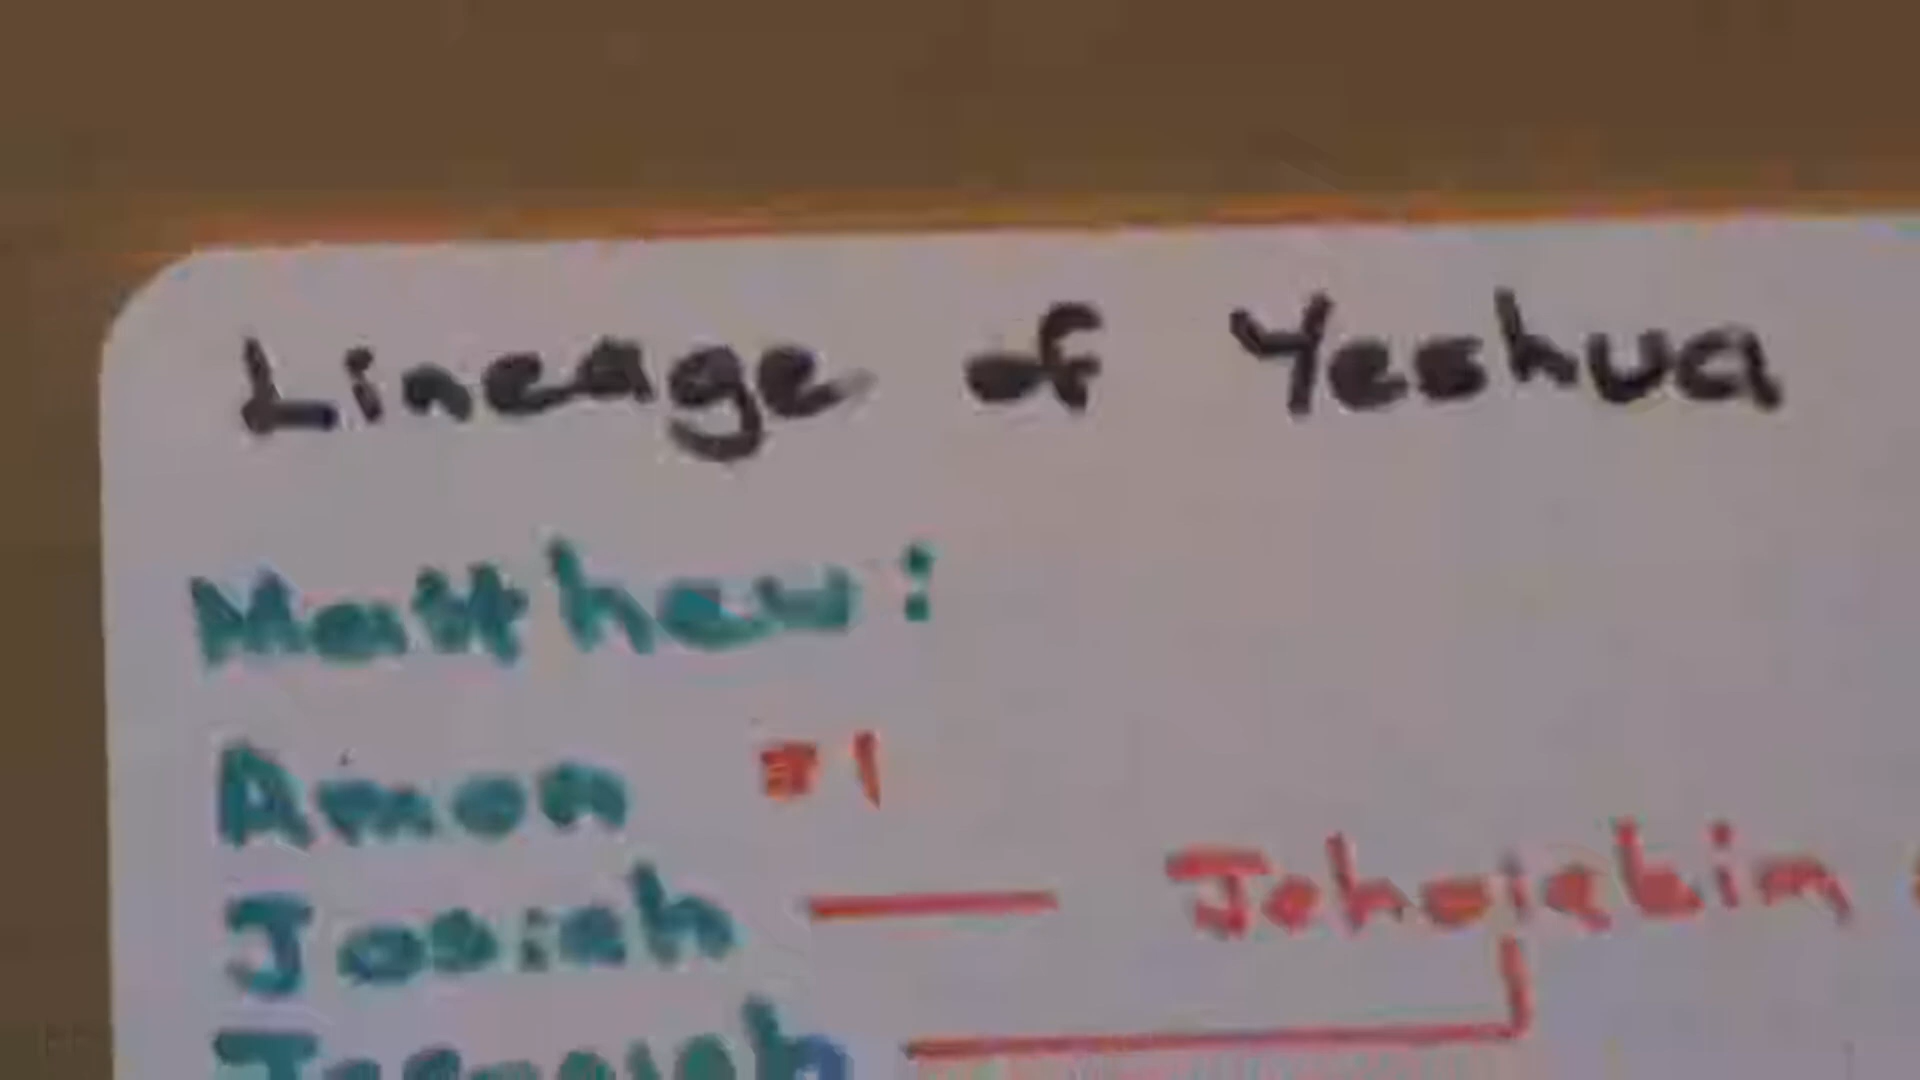 Lineage of Yeshua
Matthew:
Amon #1
Josiah — Jehoiakim